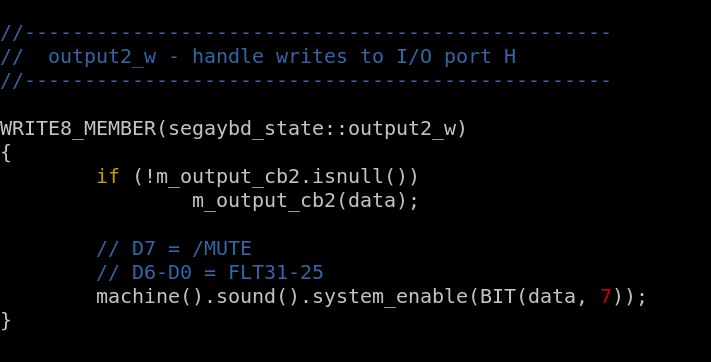 //-------------------------------------------------
//  output2_w - handle writes to I/O port H
//-------------------------------------------------
WRITE8_MEMBER(segaybd_state::output2_w)
{
        if (!m_output_cb2.isnull())
                m_output_cb2(data);
        // D7 = /MUTE
        // D6-D0 = FLT31-25
        machine().sound().system_enable(BIT(data, 7));
}